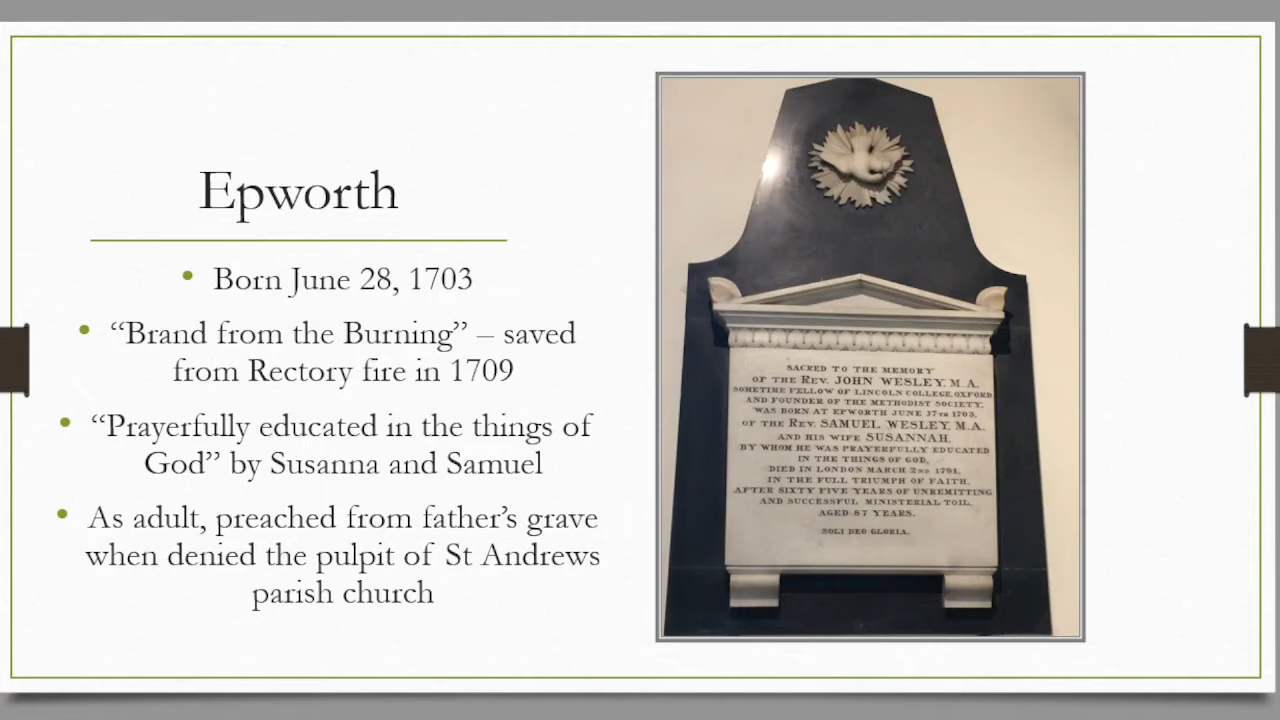 Epworth
• Born June 28, 1703
• “Brand from the Burning” – saved
from Rectory fire in 1709
• “Prayerfully educated in the things of
God” by Susanna and Samuel
• As adult, preached from father’s grave
when denied the pulpit of St Andrews
parish church
SACRED TO THE MEMORY
OF THE REV. JOHN WESLEY, M.A.
SOMETIME FELLOW OF LINCOLN COLLEGE, OXFORD
AND FOUNDER OF THE METHODIST SOCIETY.
WAS BORN AT EPWORTH JUNE 17TH 1703,
OF THE REV. SAMUEL WESLEY, M.A.
AND HIS WIFE SUSANNAH,
BY WHOM HE WAS PRAYERFULLY EDUCATED
IN THE THINGS OF GOD,
DIED IN LONDON MARCH 2ND 1791,
IN THE FULL TRIUMPH OF FAITH,
AFTER SIXTY FIVE YEARS OF UNREMITTING
AND SUCCESSFUL MINISTERIAL TOIL,
AGED 87 YEARS.
SOLI DEO GLORIA.